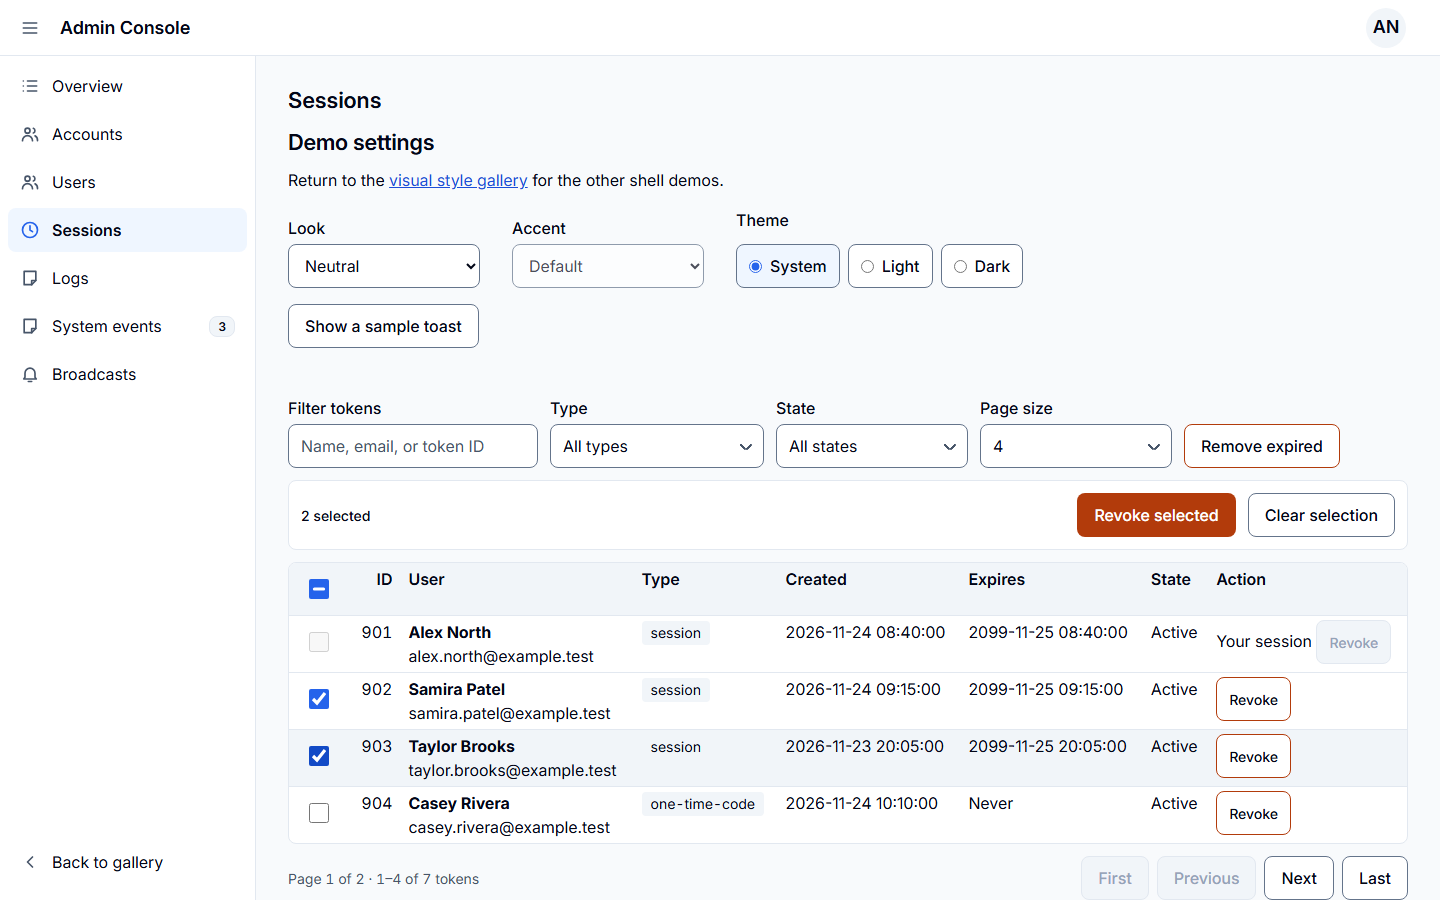 Admin Console
AN
Overview
Accounts
Users
Sessions
Logs
System events 3
Broadcasts
Back to gallery
Sessions
Demo settings
Return to the visual style gallery for the other shell demos.
Look Accent Theme
Neutral Default System Light Dark
Show a sample toast
Filter tokens Type State Page size
Name, email, or token ID All types All states 4 Remove expired
2 selected Revoke selected Clear selection
ID User Type Created Expires State Action
901 Alex North session 2026-11-24 08:40:00 2099-11-25 08:40:00 Active Your session Revoke
alex.north@example.test
902 Samira Patel session 2026-11-24 09:15:00 2099-11-25 09:15:00 Active Revoke
samira.patel@example.test
903 Taylor Brooks session 2026-11-23 20:05:00 2099-11-25 20:05:00 Active Revoke
taylor.brooks@example.test
904 Casey Rivera one-time-code 2026-11-24 10:10:00 Never Active Revoke
casey.rivera@example.test
Page 1 of 2 · 1–4 of 7 tokens First Previous Next Last